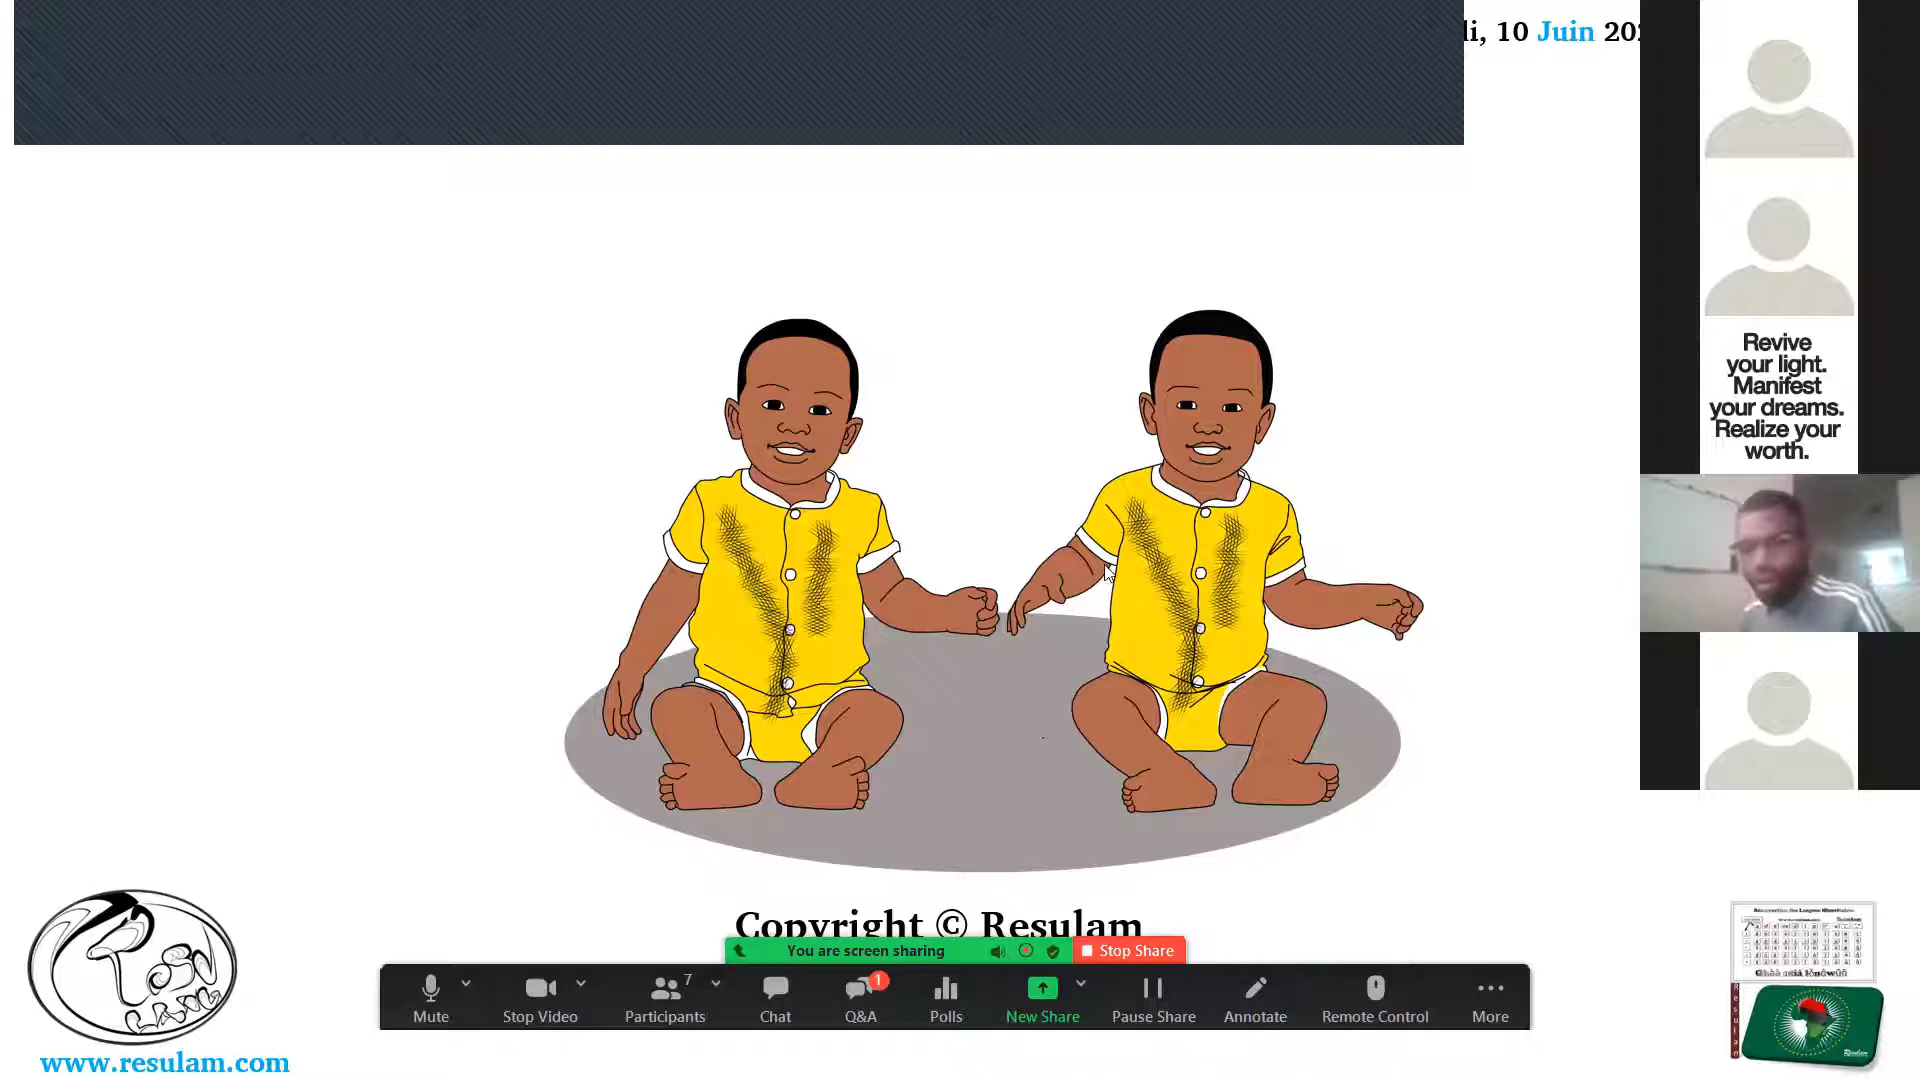 di, 10 Juin 20
Revive
your light.
Manifest
your dreams.
Realize your
worth.
Copyright © Resulam
You are screen sharing
Stop Share
Mute
Stop Video
7
Participants
Chat
1
Q&A
Polls
New Share
Pause Share
Annotate
Remote Control
More
www.resulam.com
Resulam